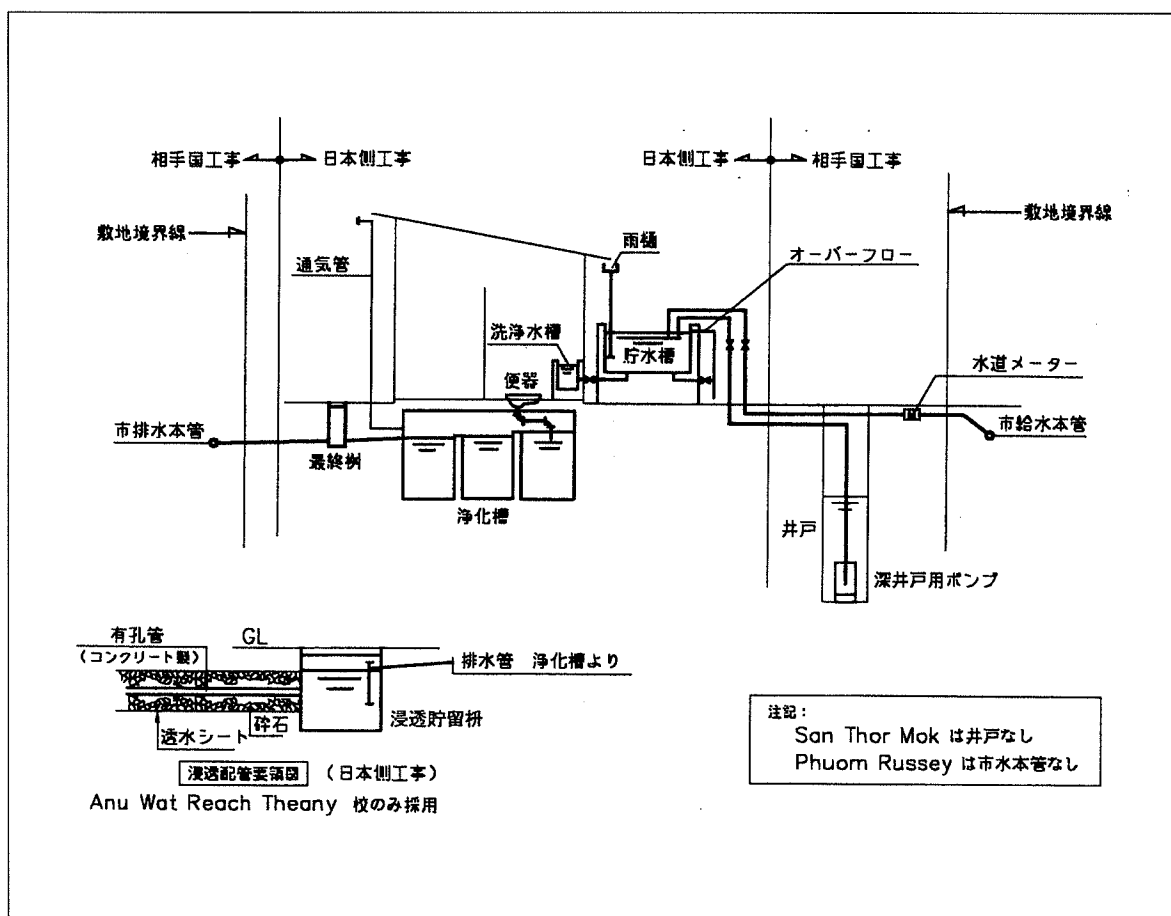 相手国工事 日本側工事
日本側工事 相手国工事
敷地境界線
敷地境界線
雨樋
オーバーフロー
通気管
洗浄水槽
貯水槽
便器
水道メーター
市排水本管
市給水本管
最終桝
浄化槽
井戸
深井戸用ポンプ
有孔管
(コンクリート製)
GL
排水管 浄化槽より
浸透貯留枡
透水シート
砕石
浸透配管要領図 (日本側工事)
Anu Wat Reach Theany 校のみ採用
注記:
San Thor Mok は井戸なし
Phuom Russey は市水本管なし